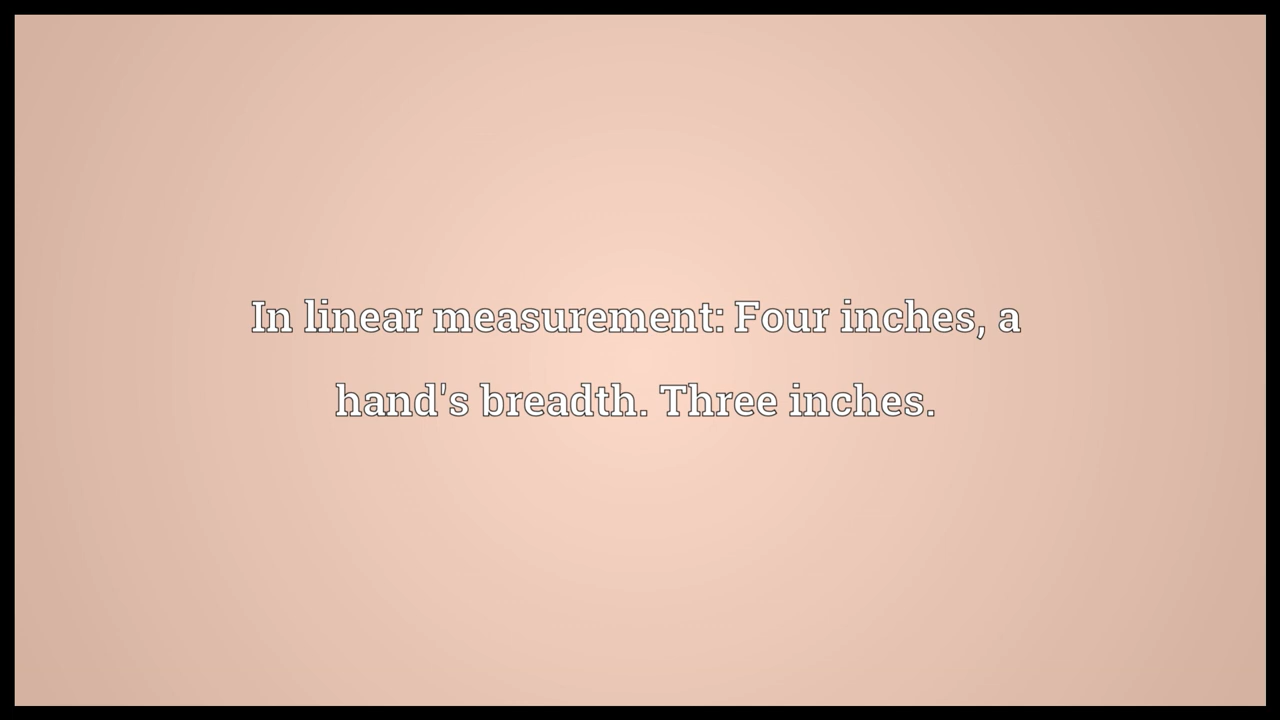 In linear measurement: Four inches, a
hand's breadth. Three inches.